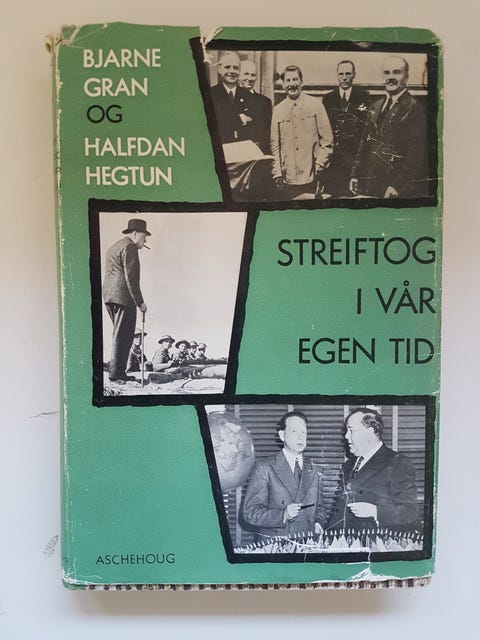 BJARNE
GRAN
OG
HALFDAN
HEGTUN
STREIFTOG
I VÅR
EGEN TID
ASCHEHOUG